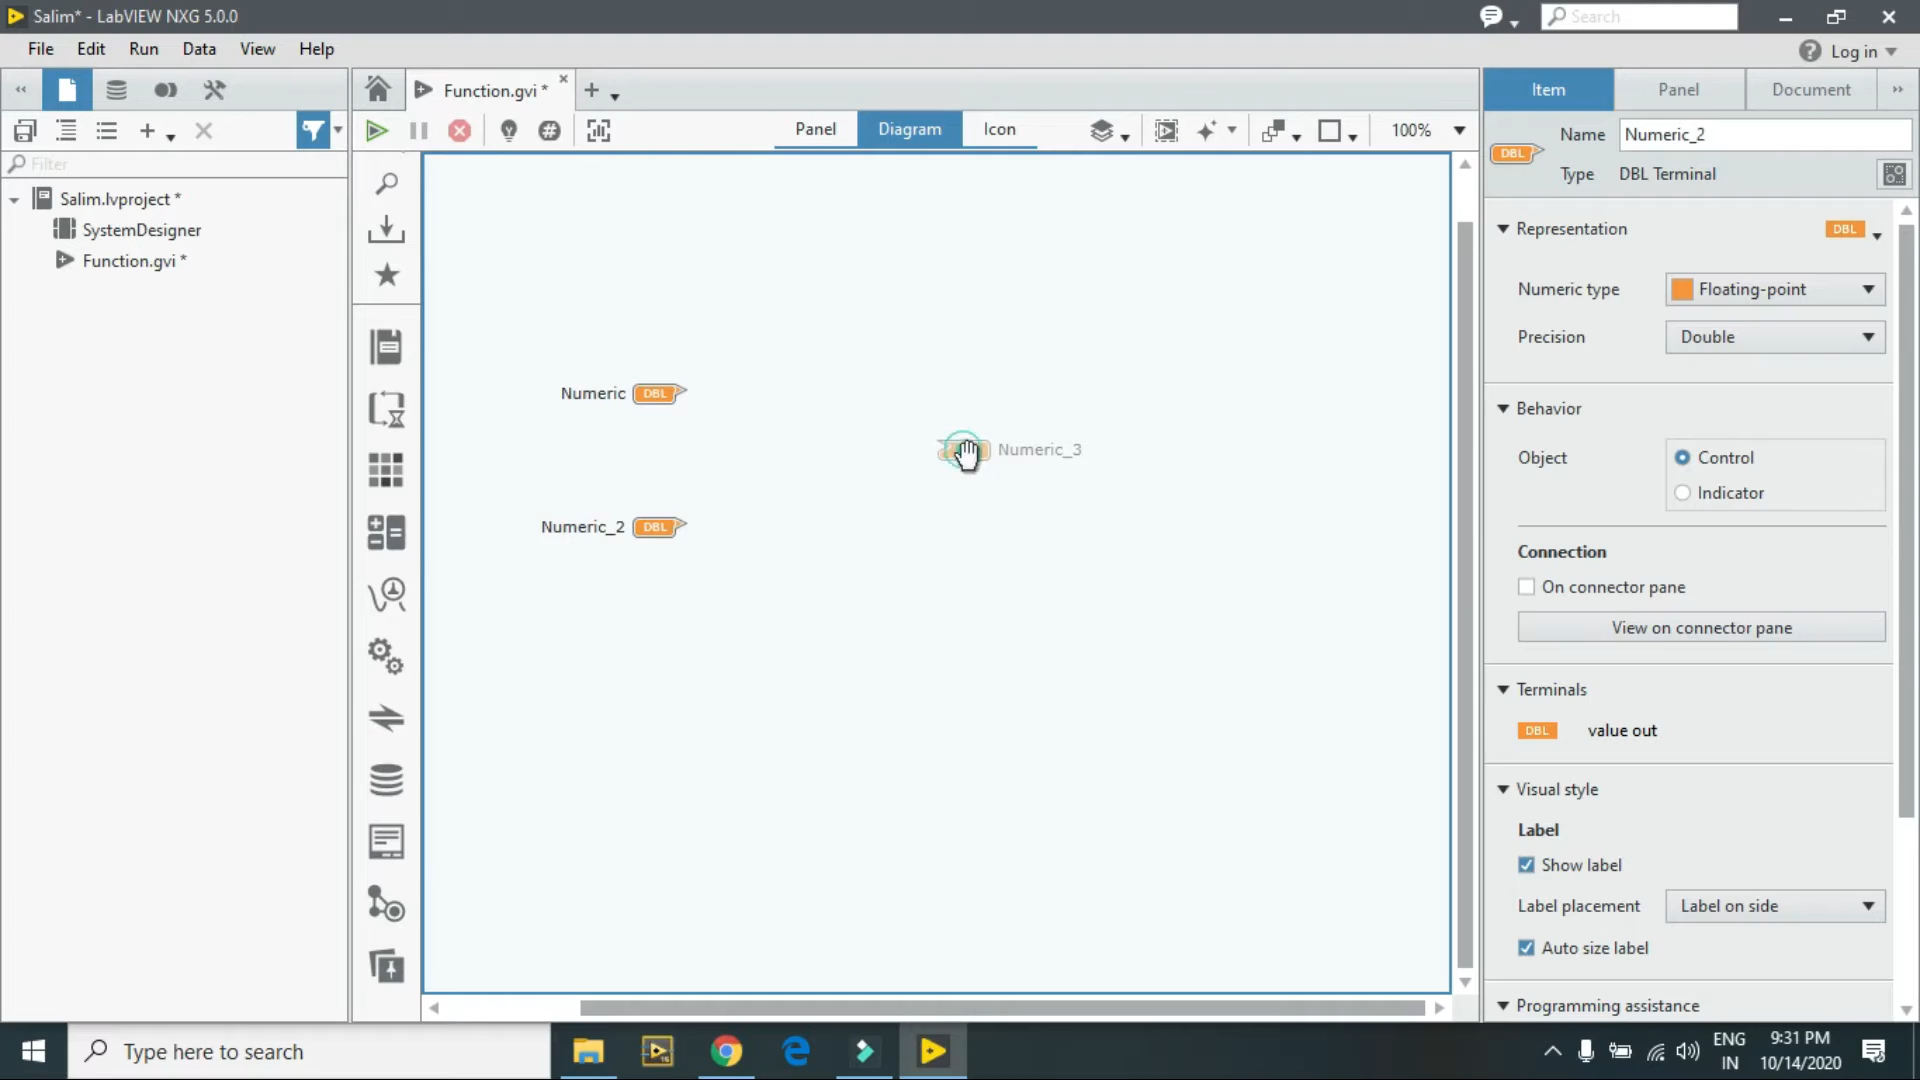 Salim* - LabVIEW NXG 5.0.0
Search
File Edit Run Data View Help
Log in
Function.gvi *
Item Panel Document
Panel Diagram Icon
100%
Name Numeric_2
Type DBL Terminal
Filter
Salim.lvproject *
SystemDesigner
Function.gvi *
Numeric DBL
Numeric_3
Numeric_2 DBL
DBL
Representation DBL
Numeric type Floating-point
Precision Double
Behavior
Object Control
Indicator
Connection
On connector pane
View on connector pane
Terminals
DBL value out
Visual style
Label
Show label
Label placement Label on side
Auto size label
Programming assistance
Type here to search
ENG
IN
9:31 PM
10/14/2020